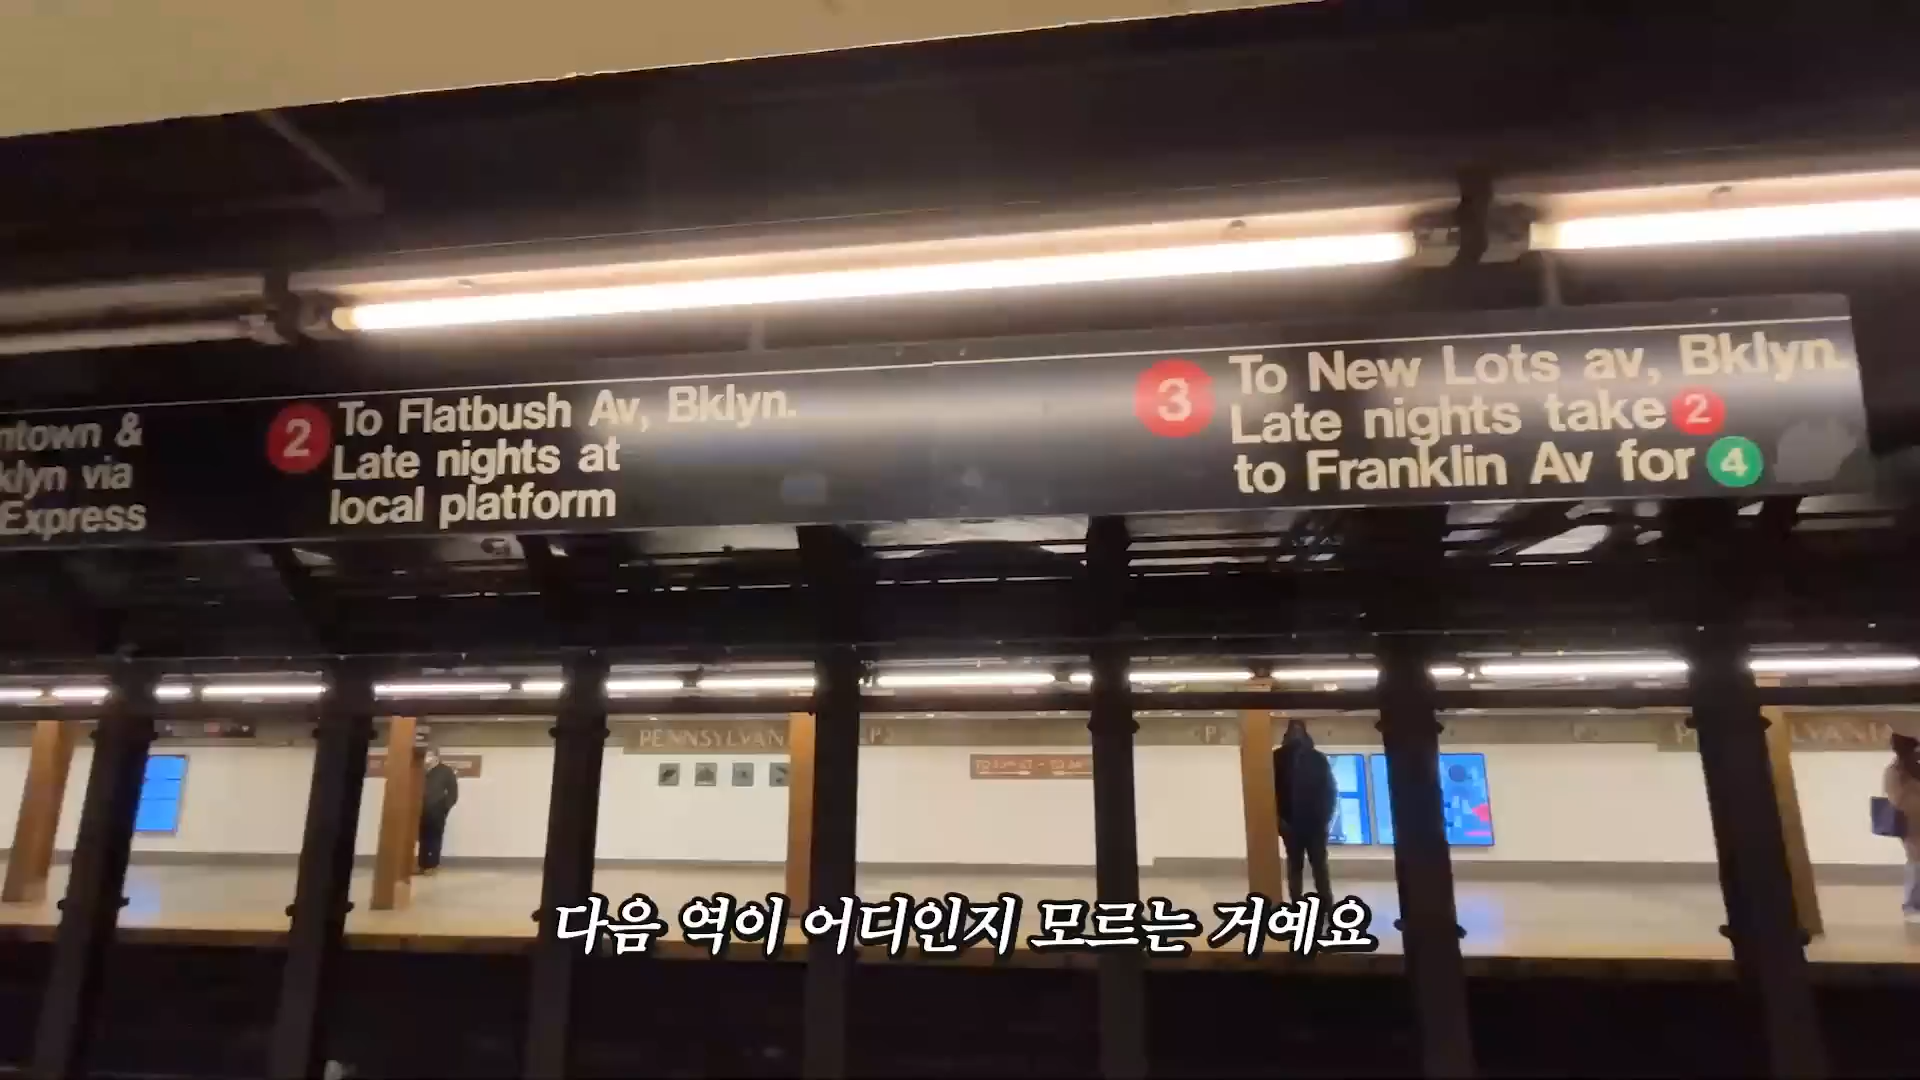 ntown &
klyn via
Express
2 To Flatbush Av, Bklyn.
Late nights at
local platform
3 To New Lots av, Bklyn.
Late nights take 2
to Franklin Av for 4
PENNSYLVAN
LVANIA
다음 역이 어디인지 모르는 거예요